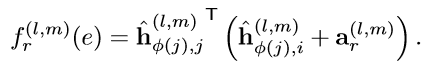 $f_r^{(l,m)}(e) = \hat{\mathbf{h}}_{\phi(j),j}^{(l,m)^{\mathsf{T}}} \left( \hat{\mathbf{h}}_{\phi(j),i}^{(l,m)} + \mathbf{a}_r^{(l,m)} \right).$